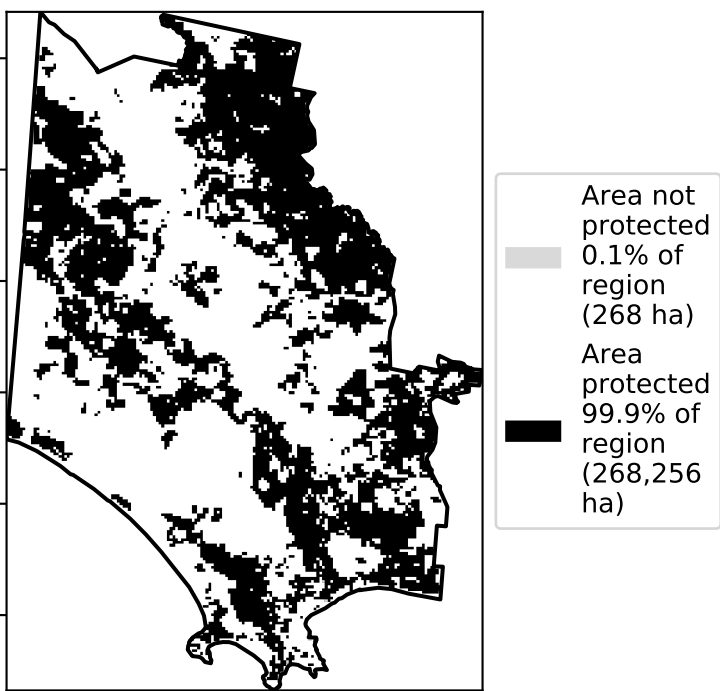 Area not
protected
0.1% of
region
(268 ha)
Area
protected
99.9% of
region
(268,256
ha)